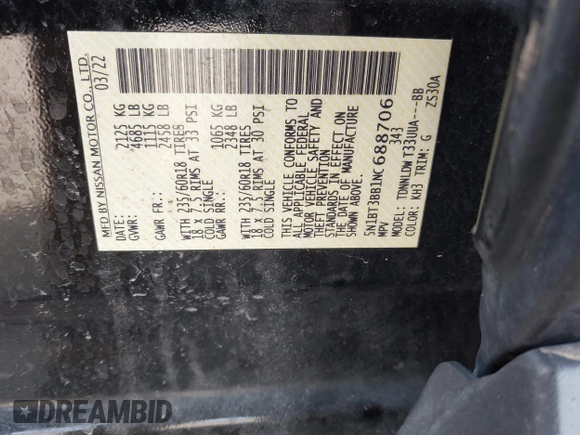 MFD BY NISSAN MOTOR CO., LTD.
03/22
GVWR: 2125 KG
4685 LB
GAWR FR.: 1115 KG
2458 LB
WITH 235/60R18 TIRES
18 X 7.5 RIMS AT 33 PSI
COLD SINGLE
GAWR RR.: 1065 KG
2348 LB
WITH 235/60R18 TIRES
18 X 7.5 RIMS AT 30 PSI
COLD SINGLE
THIS VEHICLE CONFORMS TO
ALL APPLICABLE FEDERAL
MOTOR VEHICLE SAFETY AND
THEFT PREVENTION
STANDARDS IN EFFECT ON
THE DATE OF MANUFACTURE
SHOWN ABOVE.
5N1BT3BB1NC688706
MPV 343
MODEL: TDNNLDWT33UUA---BB
COLOR: KH3 TRIM: G ZS30A
DREAMBID